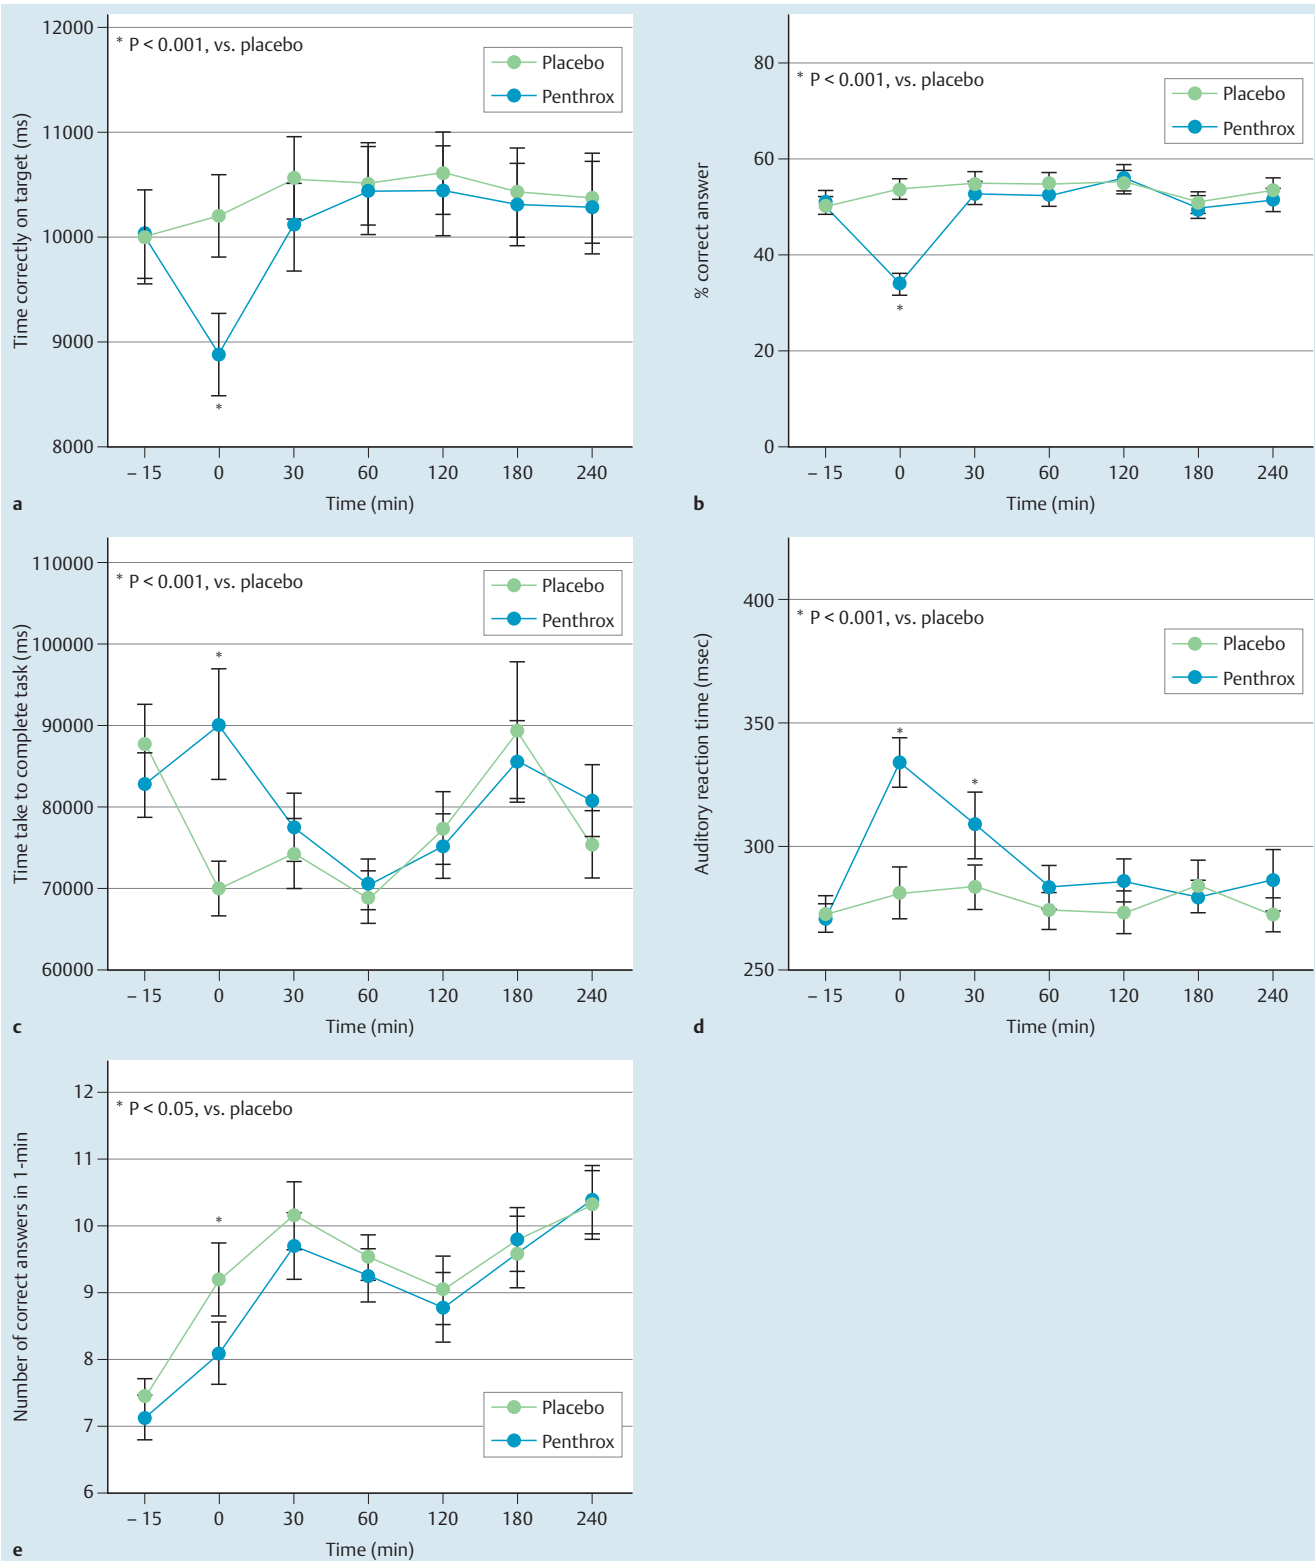 12000
* P < 0.001, vs. placebo
Placebo
Penthrox
11000
10000
9000
8000
*
Time correctly on target (ms)
– 15 0 30 60 120 180 240
Time (min)
a
80
* P < 0.001, vs. placebo
Placebo
Penthrox
60
40
20
0
*
% correct answer
– 15 0 30 60 120 180 240
Time (min)
b
110000
* P < 0.001, vs. placebo
Placebo
Penthrox
100000
90000
80000
70000
60000
*
Time take to complete task (ms)
– 15 0 30 60 120 180 240
Time (min)
c
400
* P < 0.001, vs. placebo
Placebo
Penthrox
350
300
250
*
*
Auditory reaction time (msec)
– 15 0 30 60 120 180 240
Time (min)
d
12
* P < 0.05, vs. placebo
11
10
9
8
7
6
*
Placebo
Penthrox
Number of correct answers in 1-min
– 15 0 30 60 120 180 240
Time (min)
e